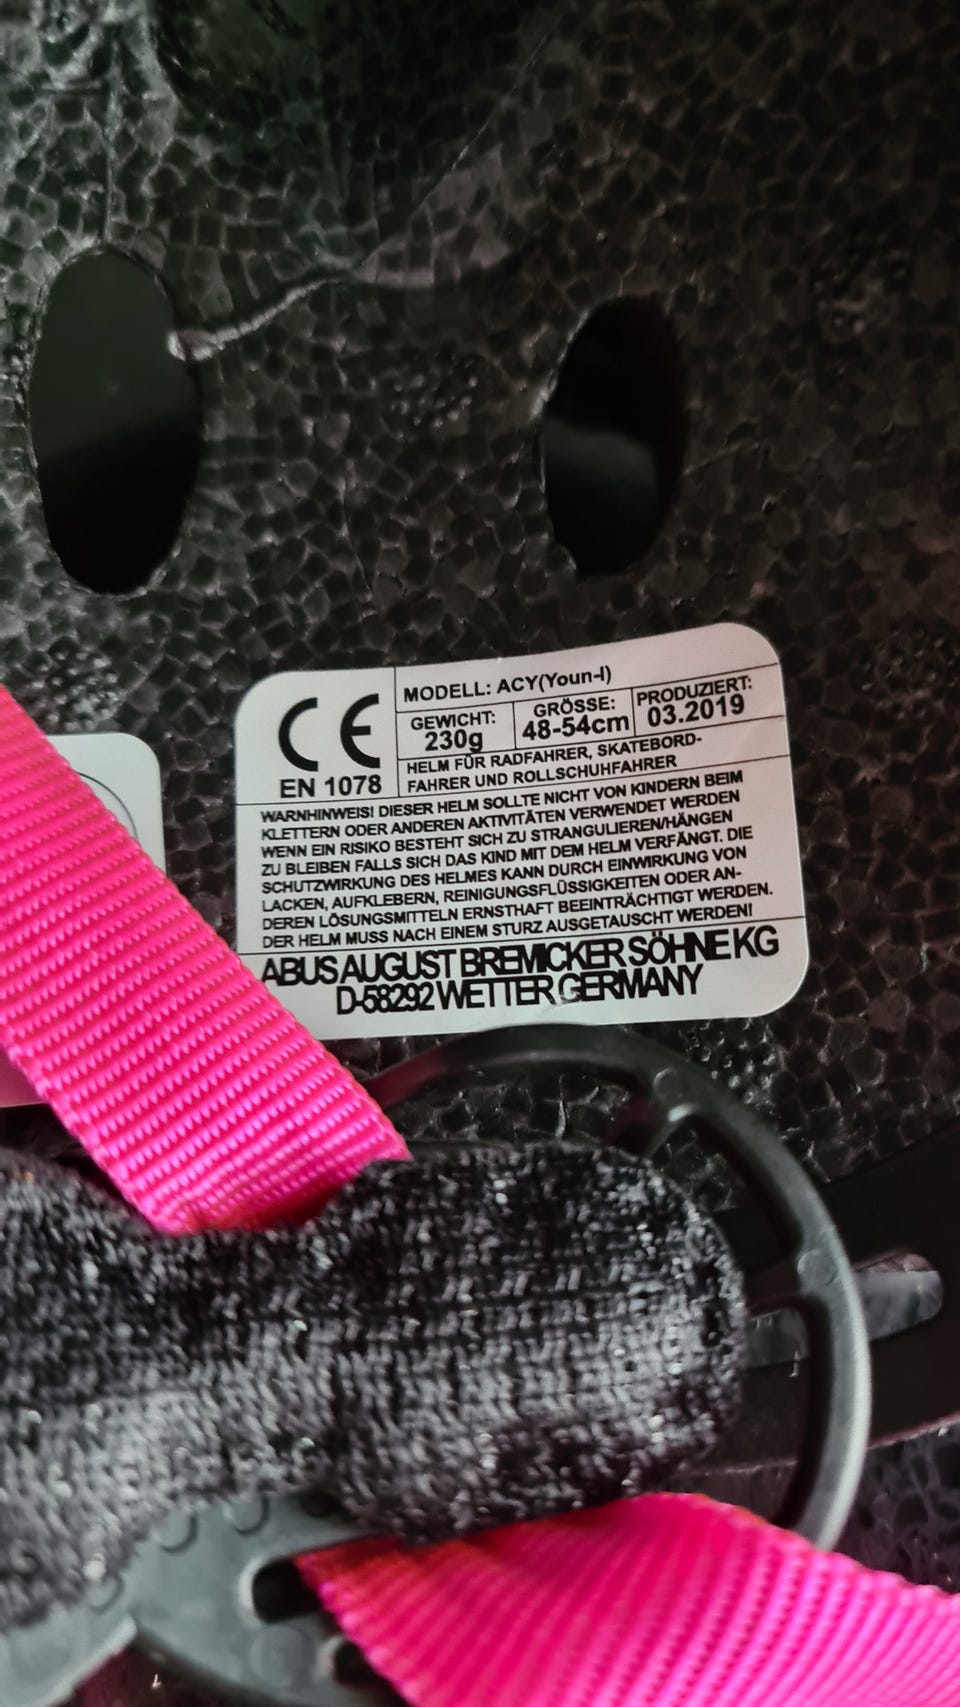 CE
EN 1078
MODELL: ACY(Youn-I)
GEWICHT:
230g
GRÖSSE:
48-54cm
PRODUZIERT:
03.2019
HELM FÜR RADFAHRER, SKATEBORD-
FAHRER UND ROLLSCHUHFAHRER
WARNHINWEIS! DIESER HELM SOLLTE NICHT VON KINDERN BEIM
KLETTERN ODER ANDEREN AKTIVITÄTEN VERWENDET WERDEN
WENN EIN RISIKO BESTEHT SICH ZU STRANGULIEREN/HÄNGEN
ZU BLEIBEN FALLS SICH DAS KIND MIT DEM HELM VERFÄNGT. DIE
SCHUTZWIRKUNG DES HELMES KANN DURCH EINWIRKUNG VON
LACKEN, AUFKLEBERN, REINIGUNGSFLÜSSIGKEITEN ODER AN-
DEREN LÖSUNGSMITTELN ERNSTHAFT BEEINTRÄCHTIGT WERDEN.
DER HELM MUSS NACH EINEM STURZ AUSGETAUSCHT WERDEN!
ABUS AUGUST BREMICKER SÖHNE KG
D-58292 WETTER GERMANY